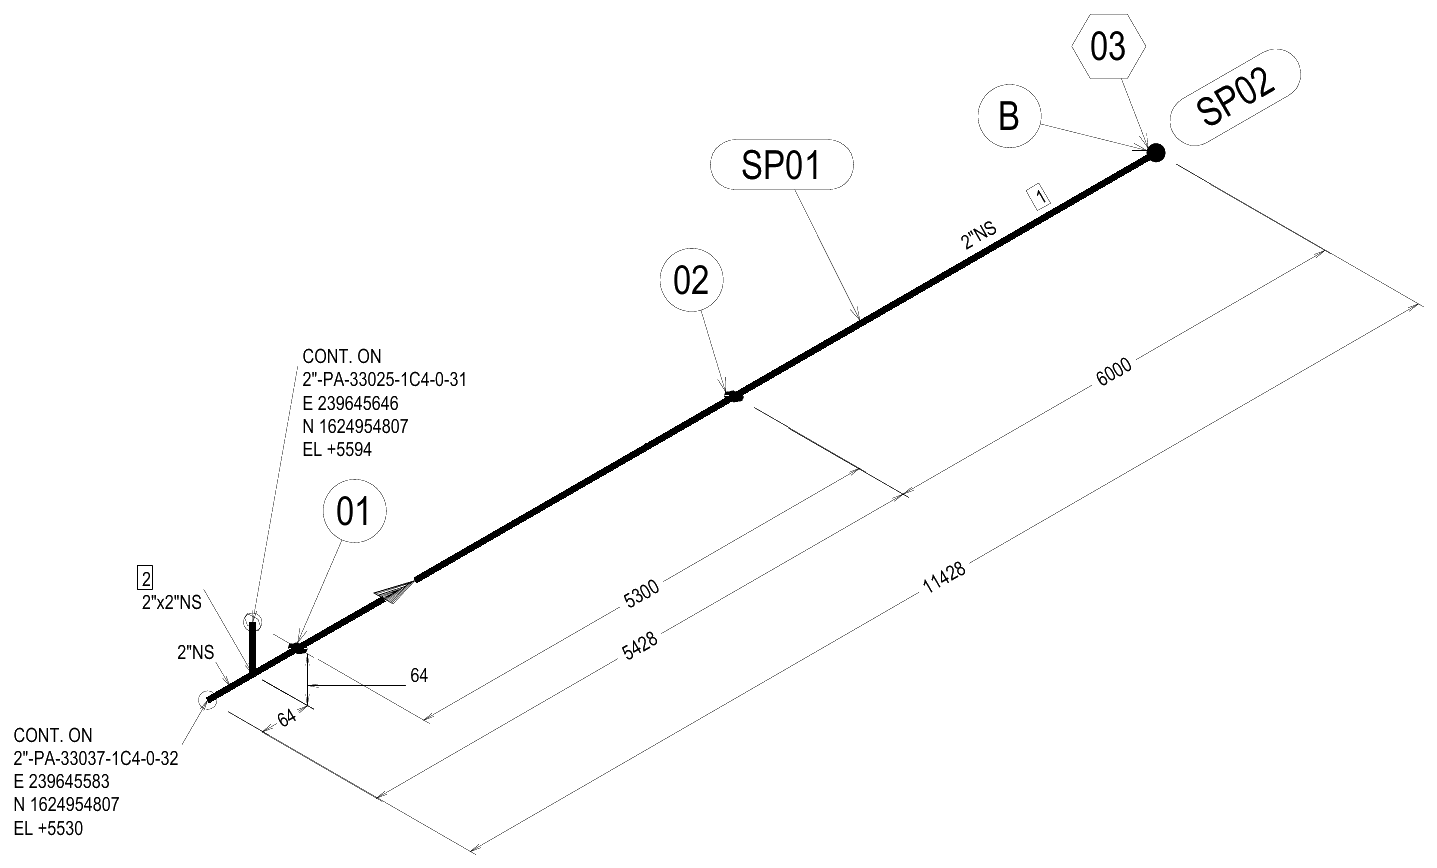 03
SP02
B
SP01
1
2"NS
02
CONT. ON
2"-PA-33025-1C4-0-31
E 239645646
N 1624954807
EL +5594
6000
01
2
2"x2"NS
5300
11428
5428
2"NS
64
64
CONT. ON
2"-PA-33037-1C4-0-32
E 239645583
N 1624954807
EL +5530